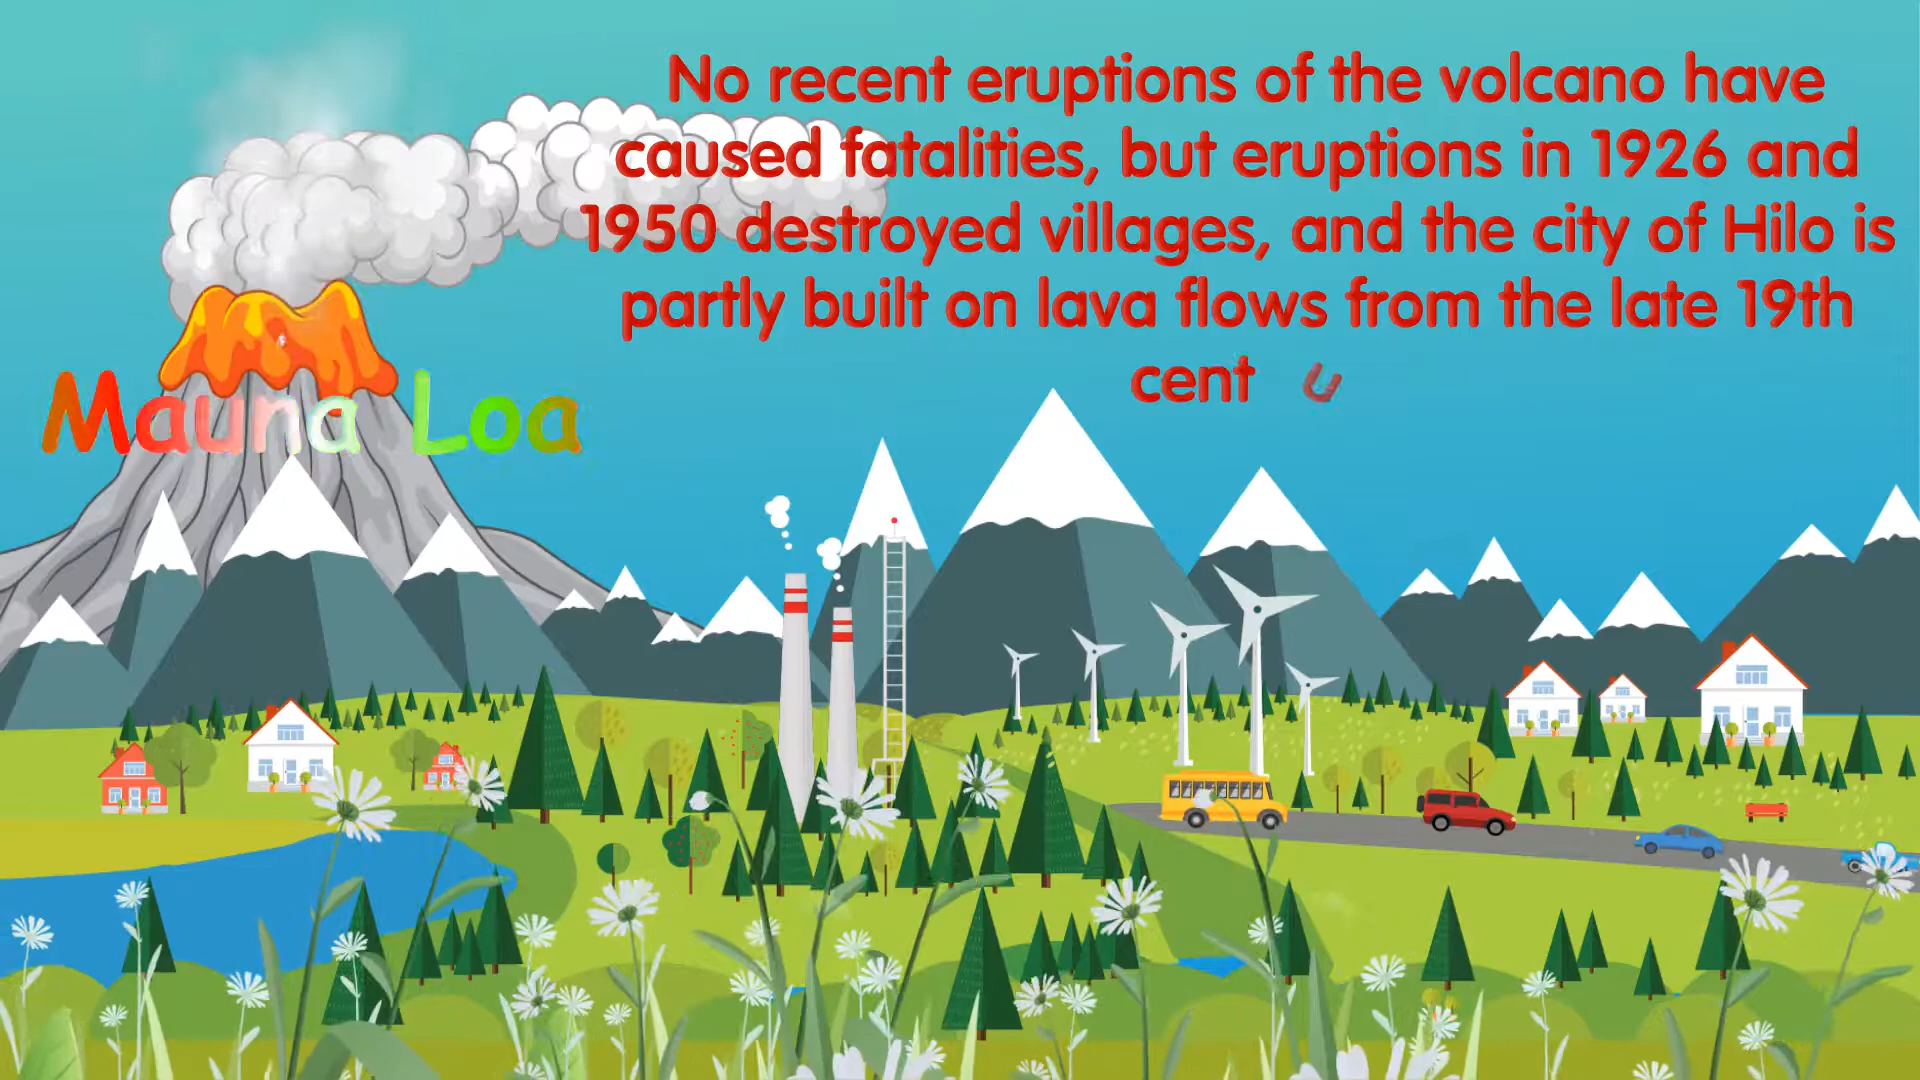 No recent eruptions of the volcano have
caused fatalities, but eruptions in 1926 and
1950 destroyed villages, and the city of Hilo is
partly built on lava flows from the late 19th
cent u
Mauna Loa